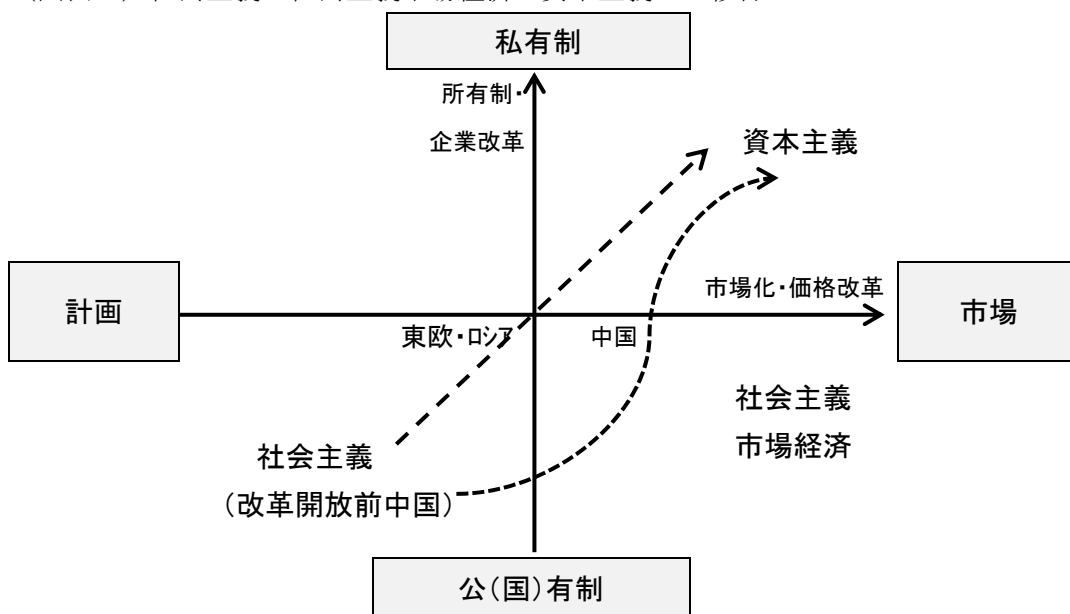 私有制
所有制・
企業改革
資本主義
市場化・価格改革
計画
市場
東欧・ロシア
中国
社会主義
市場経済
社会主義
（改革開放前中国）
公（国）有制